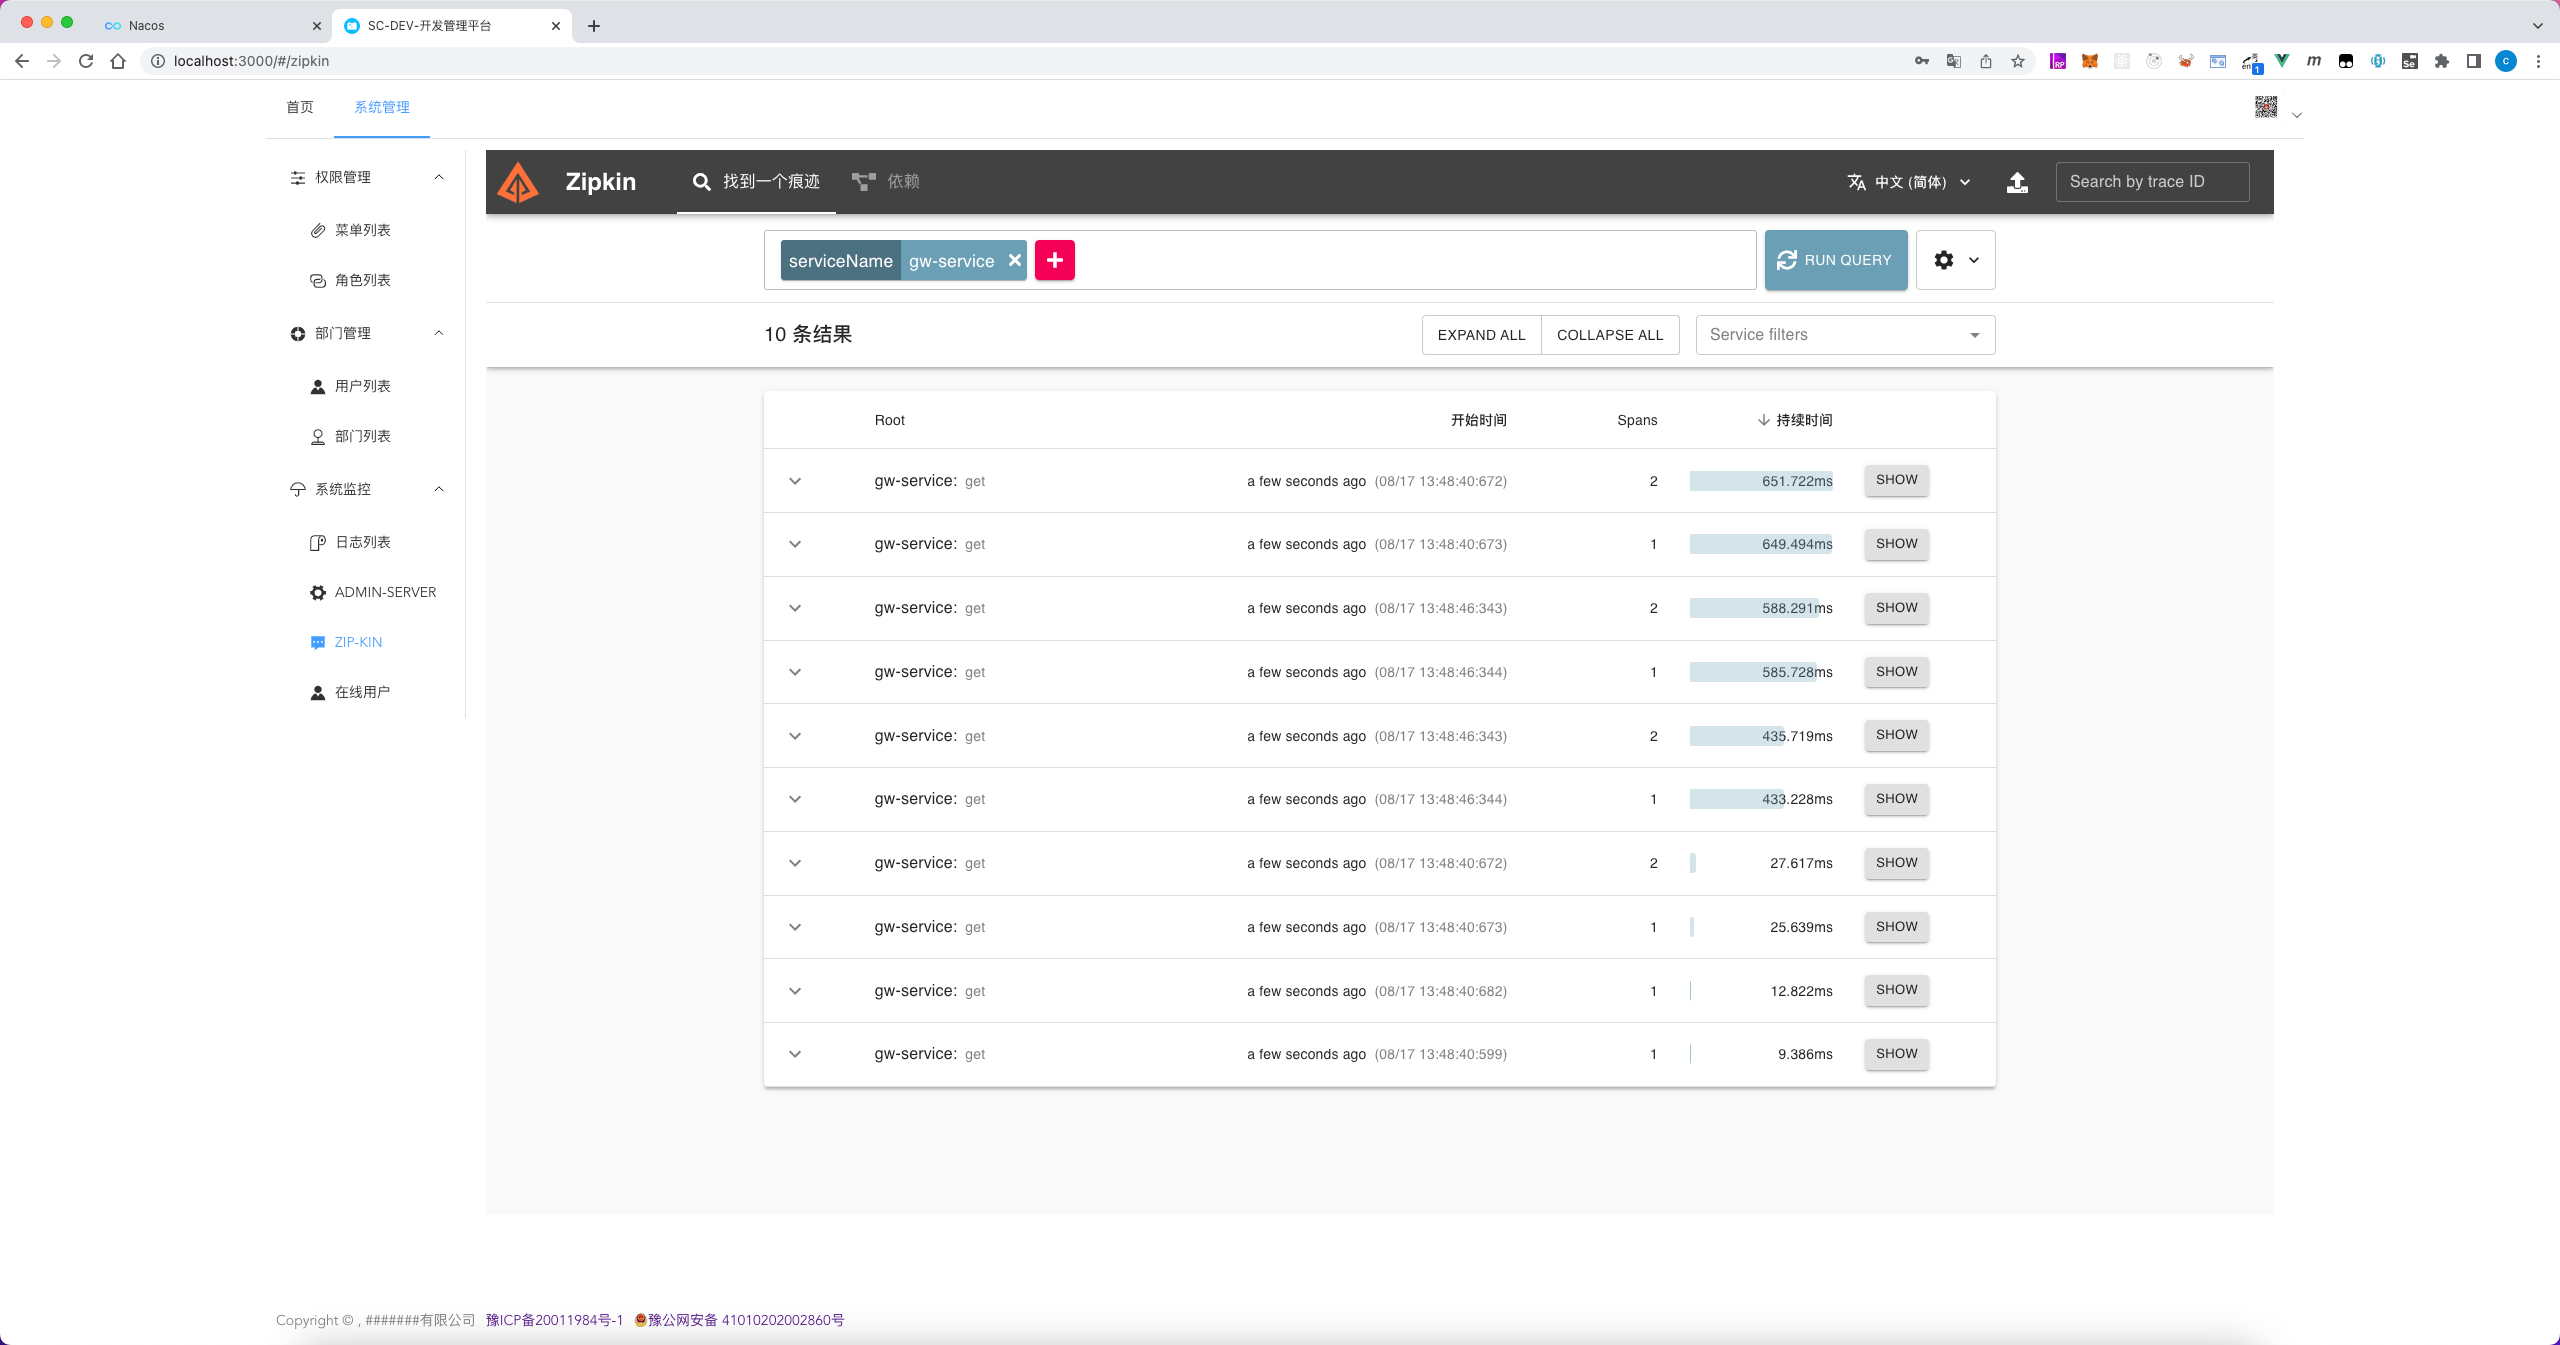 Nacos
SC-DEV-开发管理平台
localhost:3000/#/zipkin
首页 系统管理
权限管理
菜单列表
角色列表
部门管理
用户列表
部门列表
系统监控
日志列表
ADMIN-SERVER
ZIP-KIN
在线用户
Zipkin 找到一个痕迹 依赖 中文 (简体) Search by trace ID
serviceName gw-service RUN QUERY
10 条结果 EXPAND ALL COLLAPSE ALL Service filters
Root 开始时间 Spans 持续时间
gw-service: get a few seconds ago (08/17 13:48:40:672) 2 651.722ms SHOW
gw-service: get a few seconds ago (08/17 13:48:40:673) 1 649.494ms SHOW
gw-service: get a few seconds ago (08/17 13:48:46:343) 2 588.291ms SHOW
gw-service: get a few seconds ago (08/17 13:48:46:344) 1 585.728ms SHOW
gw-service: get a few seconds ago (08/17 13:48:46:343) 2 435.719ms SHOW
gw-service: get a few seconds ago (08/17 13:48:46:344) 1 433.228ms SHOW
gw-service: get a few seconds ago (08/17 13:48:40:672) 2 27.617ms SHOW
gw-service: get a few seconds ago (08/17 13:48:40:673) 1 25.639ms SHOW
gw-service: get a few seconds ago (08/17 13:48:40:682) 1 12.822ms SHOW
gw-service: get a few seconds ago (08/17 13:48:40:599) 1 9.386ms SHOW
Copyright © , #######有限公司 豫ICP备20011984号-1 豫公网安备 41010202002860号